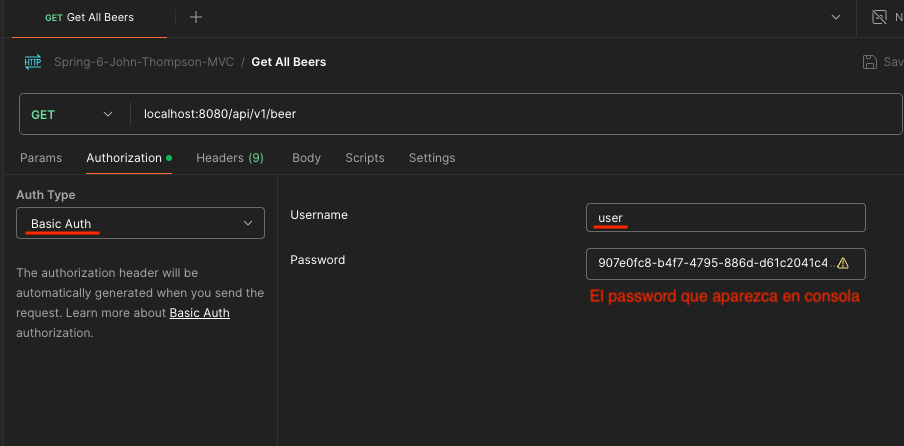 GET Get All Beers
Spring-6-John-Thompson-MVC / Get All Beers
GET
localhost:8080/api/v1/beer
Params Authorization Headers (9) Body Scripts Settings
Auth Type
Basic Auth
The authorization header will be
automatically generated when you send the
request. Learn more about Basic Auth
authorization.
Username
user
Password
907e0fc8-b4f7-4795-886d-d61c2041c4...
El password que aparezca en consola